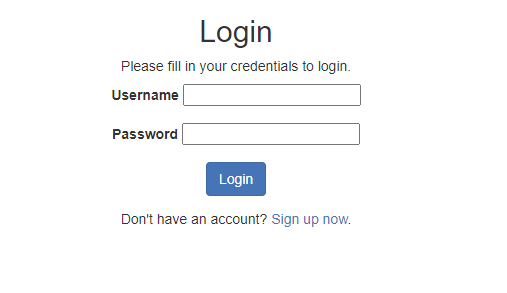 Login
Please fill in your credentials to login.
Username
Password
Login
Don't have an account? Sign up now.